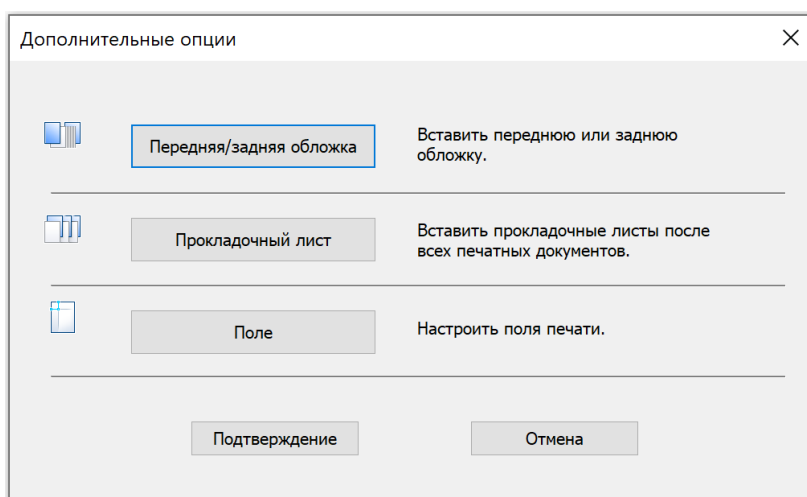 Дополнительные опции
Передняя/задняя обложка
Вставить переднюю или заднюю
обложку.
Прокладочный лист
Вставить прокладочные листы после
всех печатных документов.
Поле
Настроить поля печати.
Подтверждение
Отмена